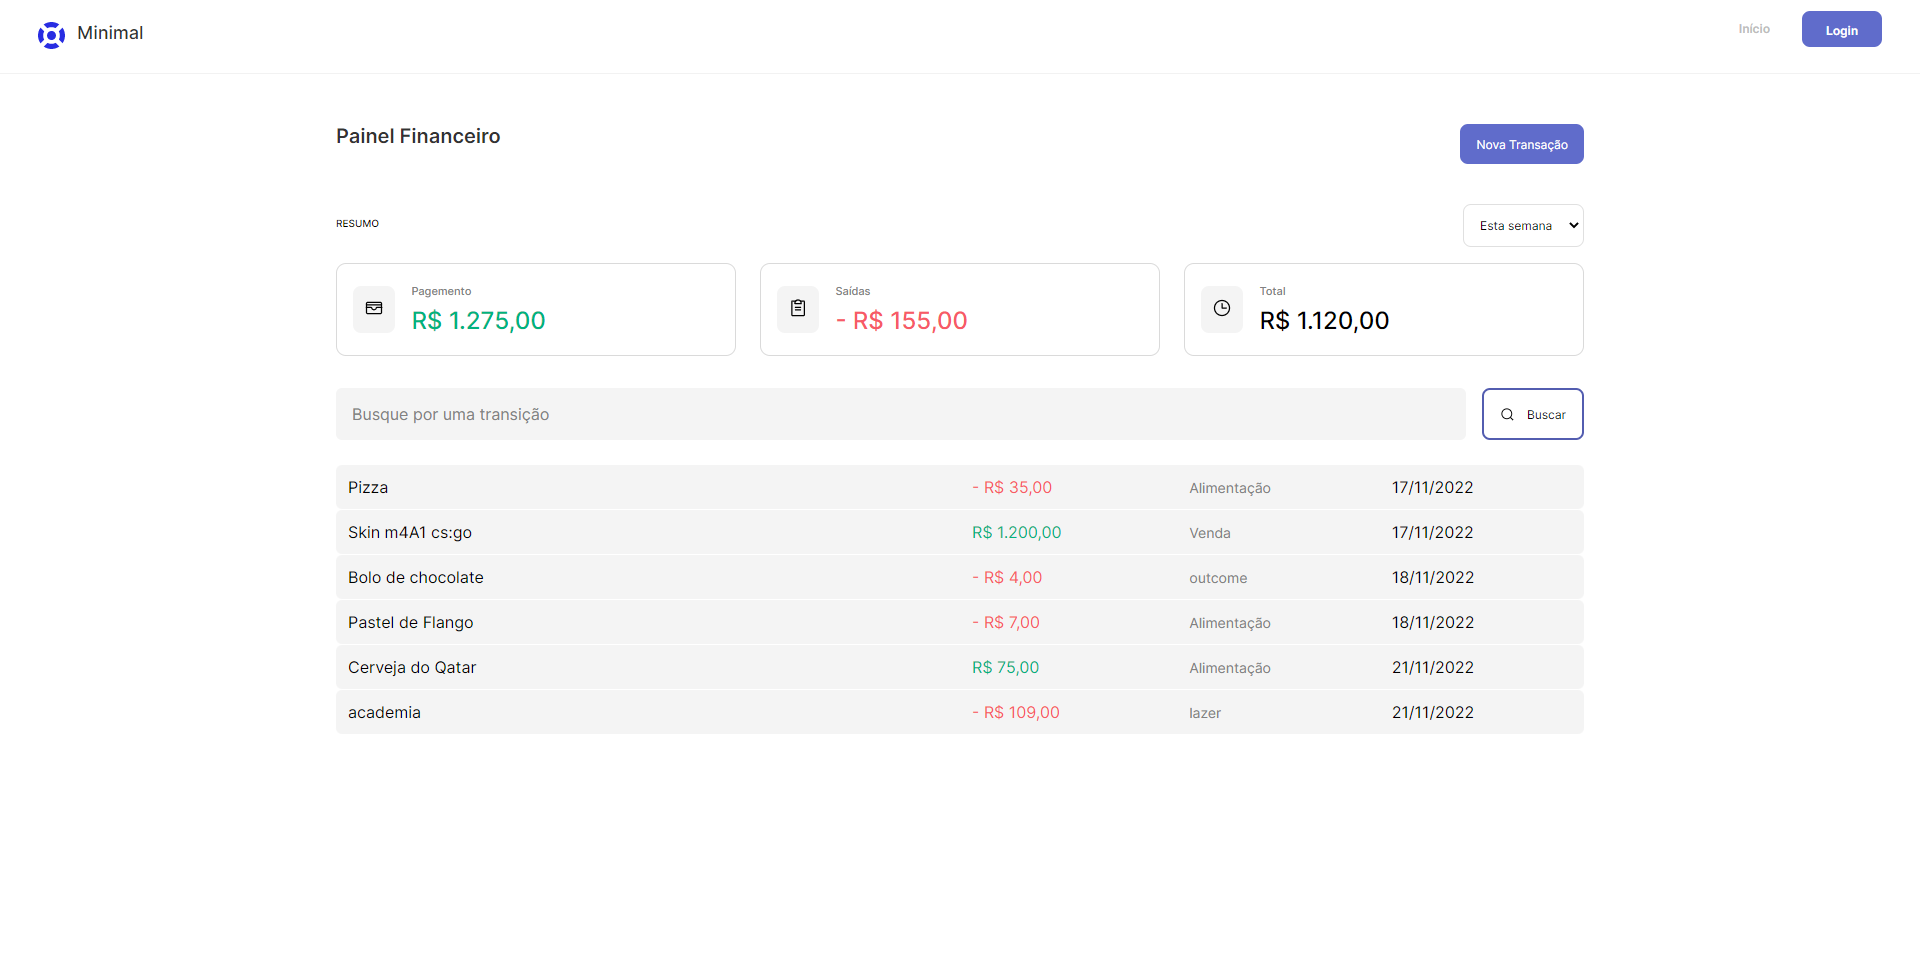 Minimal
Início
Login
Painel Financeiro
Nova Transação
RESUMO
Esta semana
Pagemento
R$ 1.275,00
Saídas
- R$ 155,00
Total
R$ 1.120,00
Busque por uma transição
Buscar
Pizza - R$ 35,00 Alimentação 17/11/2022
Skin m4A1 cs:go R$ 1.200,00 Venda 17/11/2022
Bolo de chocolate - R$ 4,00 outcome 18/11/2022
Pastel de Flango - R$ 7,00 Alimentação 18/11/2022
Cerveja do Qatar R$ 75,00 Alimentação 21/11/2022
academia - R$ 109,00 lazer 21/11/2022